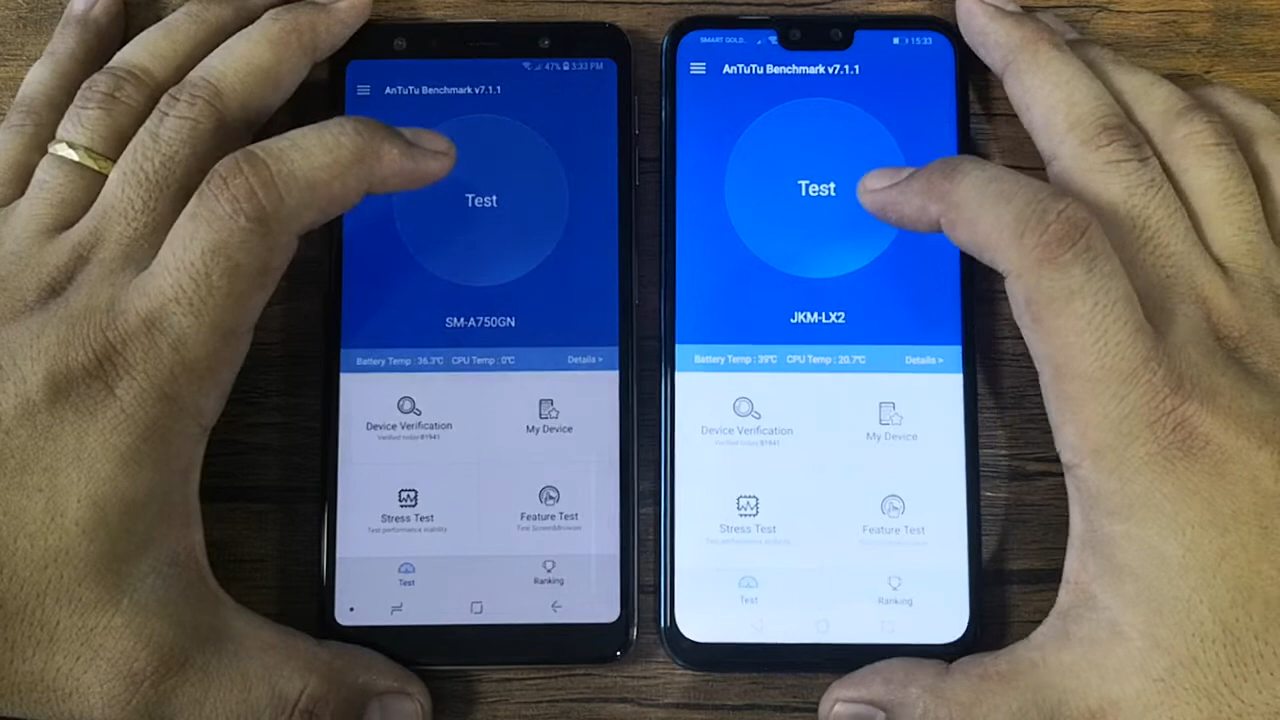 47% 3:33 PM
AnTuTu Benchmark v7.1.1
Test
SM-A750GN
Battery Temp : 36.3℃ CPU Temp : 0℃ Details >
Device Verification
Verified today:81941
My Device
Stress Test
Test performance stability
Feature Test
Test Screen&Browser
Test
Ranking
SMART GOLD..
15:33
AnTuTu Benchmark v7.1.1
Test
JKM-LX2
Battery Temp : 39℃ CPU Temp : 20.7℃ Details >
Device Verification
Verified today:81941
My Device
Stress Test
Test performance stability
Feature Test
Test
Ranking